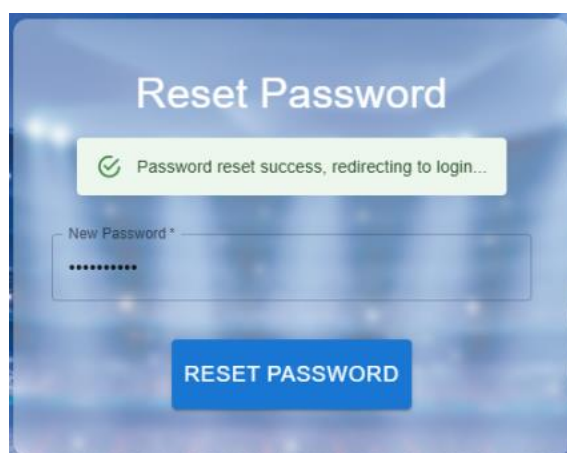 Reset Password
Password reset success, redirecting to login...
New Password *
••••••••••
RESET PASSWORD